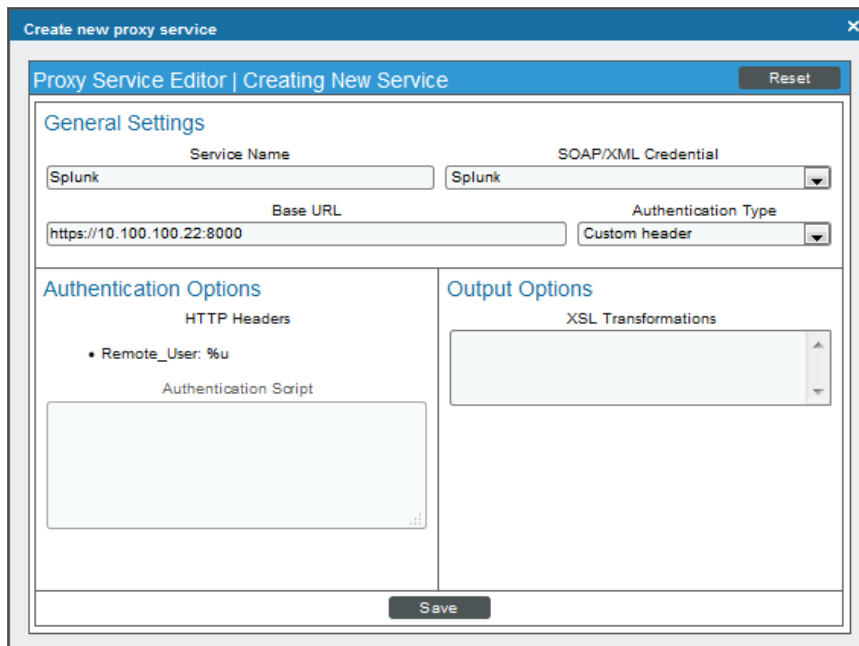 Create new proxy service
Proxy Service Editor | Creating New Service
Reset
General Settings
Service Name
SOAP/XML Credential
Splunk
Splunk
Base URL
Authentication Type
https://10.100.100.22:8000
Custom header
Authentication Options
Output Options
HTTP Headers
XSL Transformations
• Remote_User: %u
Authentication Script
Save